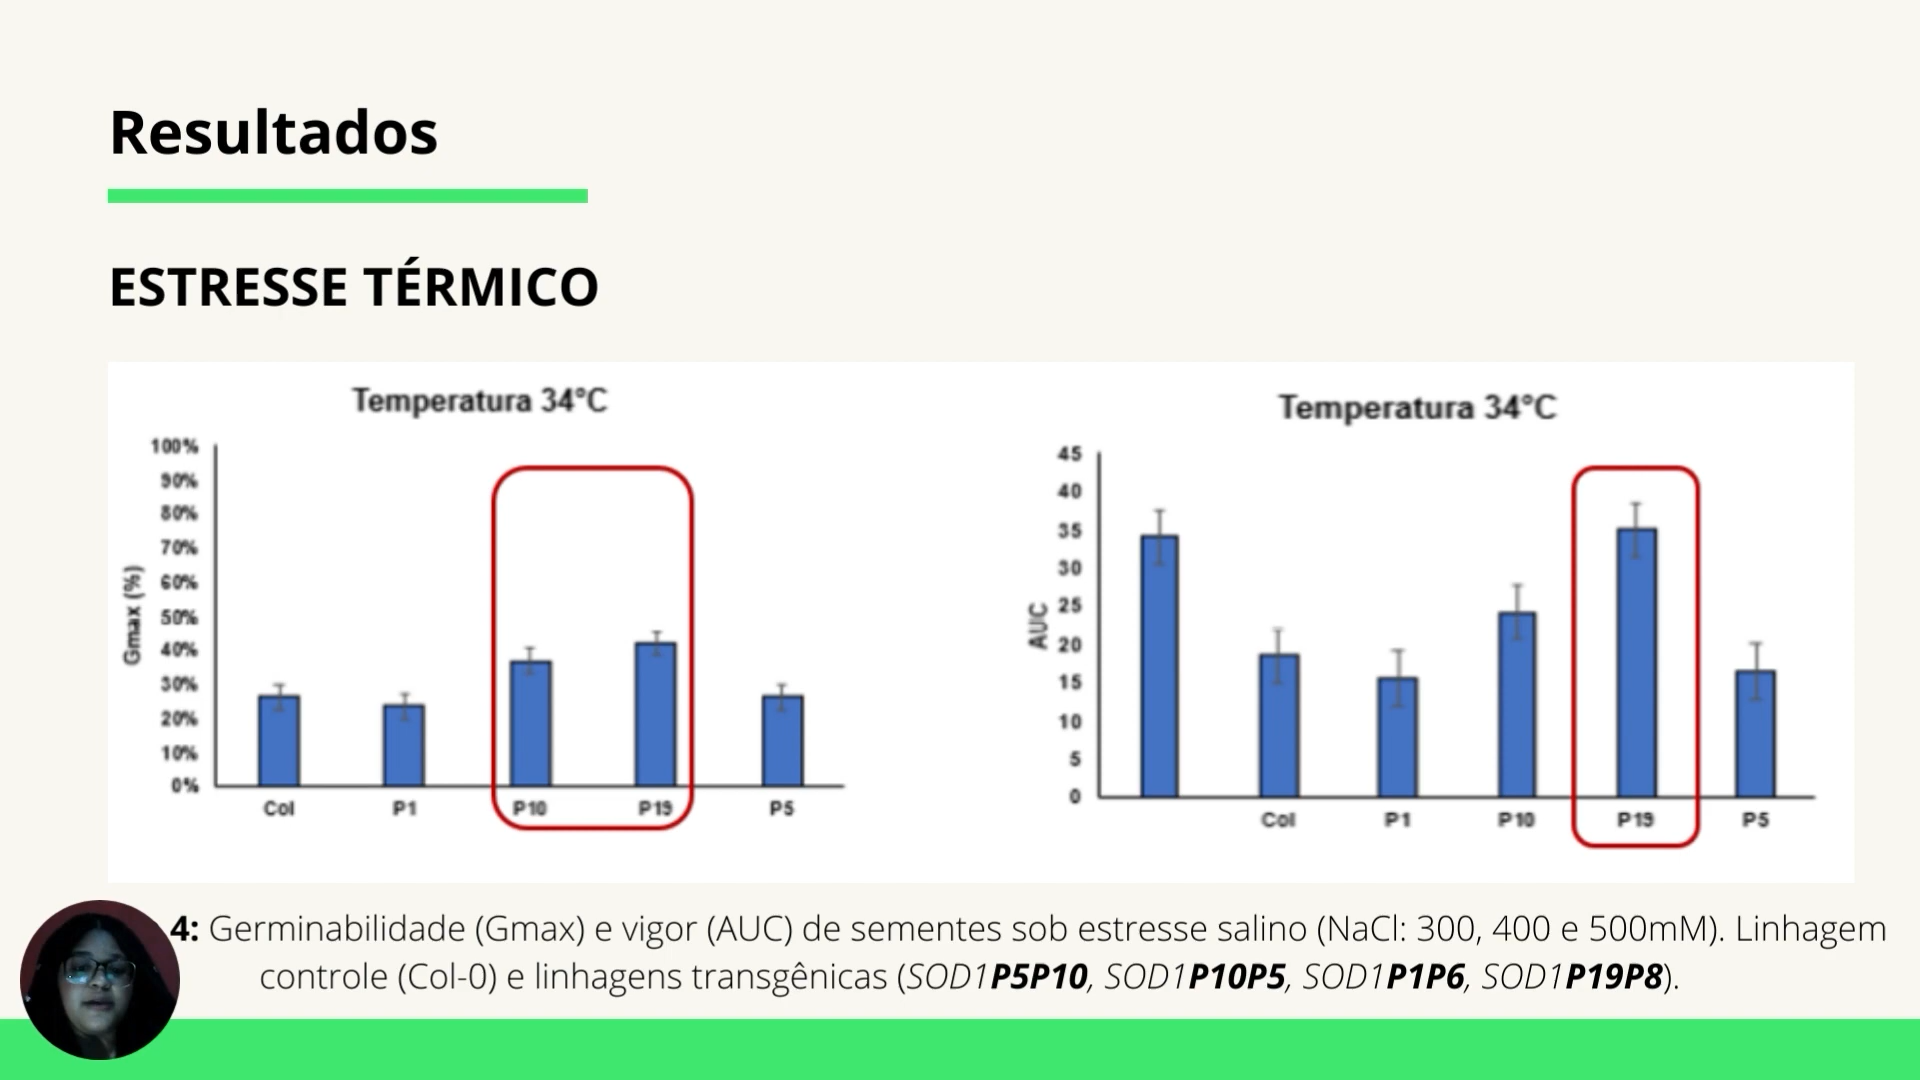 Resultados
ESTRESSE TÉRMICO
Temperatura 34°C
Gmax (%)
100%
90%
80%
70%
60%
50%
40%
30%
20%
10%
0%
Col P1 P10 P19 P5
Temperatura 34°C
AUC
45
40
35
30
25
20
15
10
5
0
Col P1 P10 P19 P5
4: Germinabilidade (Gmax) e vigor (AUC) de sementes sob estresse salino (NaCl: 300, 400 e 500mM). Linhagem
controle (Col-0) e linhagens transgênicas (SOD1P5P10, SOD1P10P5, SOD1P1P6, SOD1P19P8).